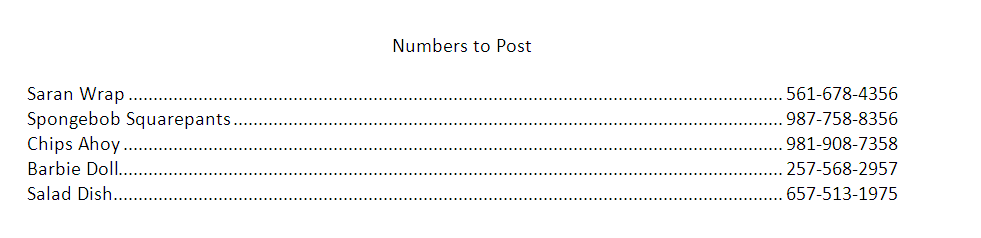 Numbers to Post
Saran Wrap ........................................................................................................................................ 561-678-4356
Spongebob Squarepants .................................................................................................................. 987-758-8356
Chips Ahoy ......................................................................................................................................... 981-908-7358
Barbie Doll.......................................................................................................................................... 257-568-2957
Salad Dish........................................................................................................................................... 657-513-1975